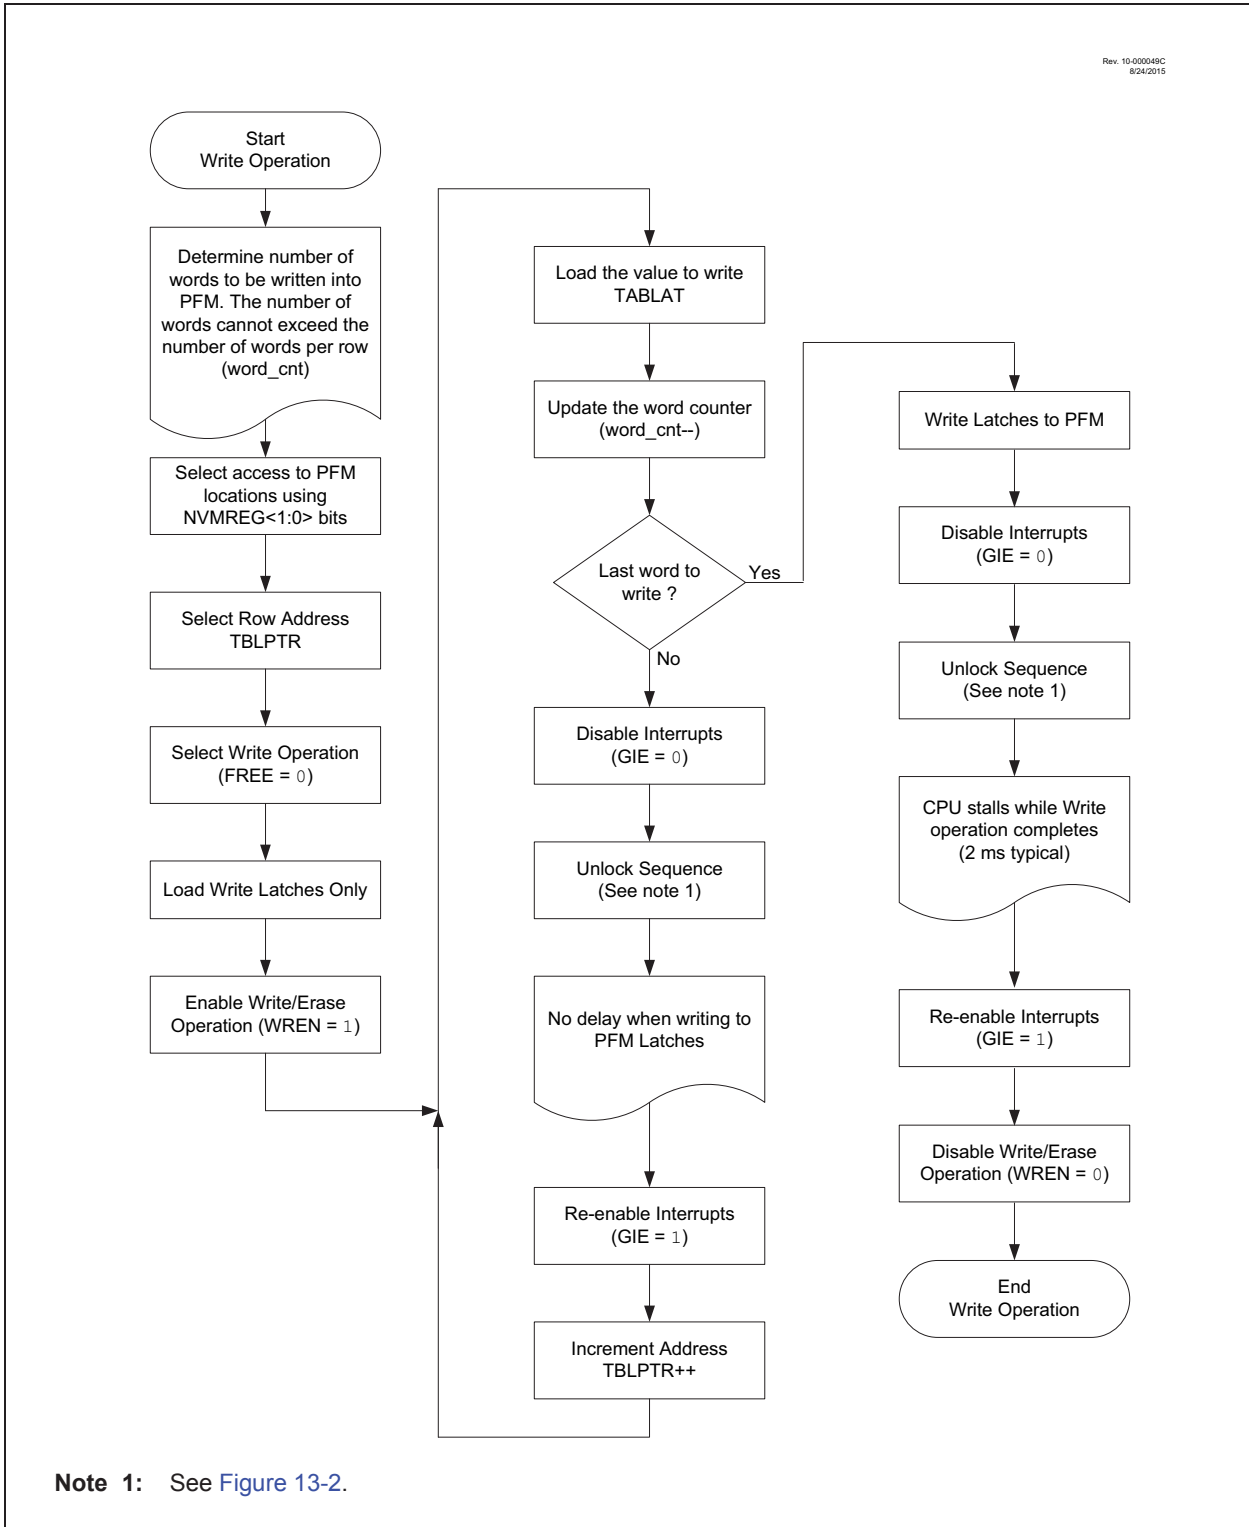 Rev. 10-000049C
8/24/2015
Start
Write Operation
Determine number of
words to be written into
PFM. The number of
words cannot exceed the
number of words per row
(word_cnt)
Select access to PFM
locations using
NVMREG<1:0> bits
Select Row Address
TBLPTR
Select Write Operation
(FREE = 0)
Load Write Latches Only
Enable Write/Erase
Operation (WREN = 1)
Load the value to write
TABLAT
Update the word counter
(word_cnt--)
Last word to
write ?
Yes
No
Disable Interrupts
(GIE = 0)
Unlock Sequence
(See note 1)
No delay when writing to
PFM Latches
Re-enable Interrupts
(GIE = 1)
Increment Address
TBLPTR++
Write Latches to PFM
Disable Interrupts
(GIE = 0)
Unlock Sequence
(See note 1)
CPU stalls while Write
operation completes
(2 ms typical)
Re-enable Interrupts
(GIE = 1)
Disable Write/Erase
Operation (WREN = 0)
End
Write Operation
Note 1: See Figure 13-2.